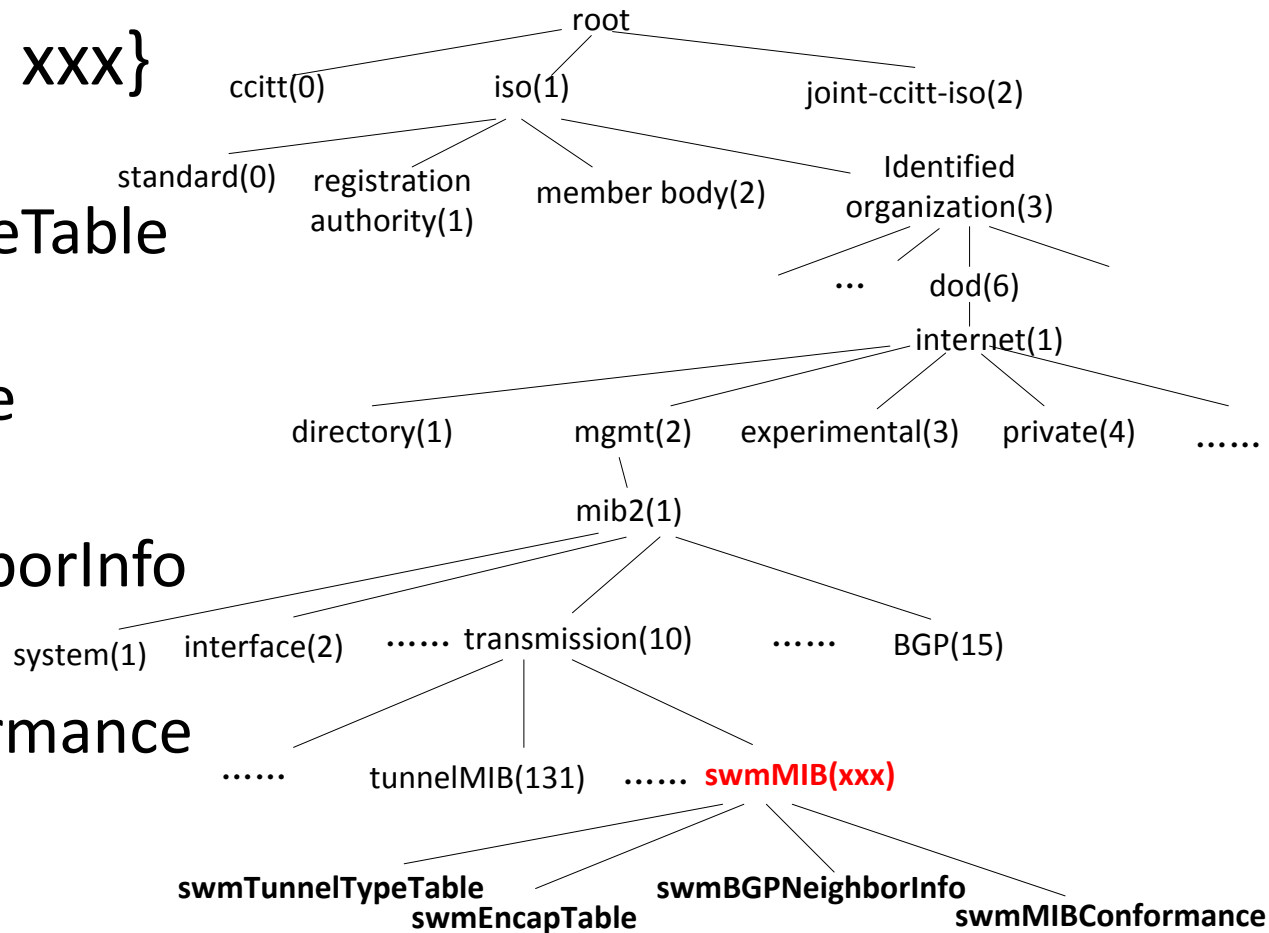 root
xxx}
ccitt(0) iso(1) joint-ccitt-iso(2)
standard(0) registration authority(1) member body(2) Identified organization(3)
eTable
... dod(6)
internet(1)
e
directory(1) mgmt(2) experimental(3) private(4) ......
mib2(1)
borInfo
system(1) interface(2) ...... transmission(10) ...... BGP(15)
rmance
...... tunnelMIB(131) ...... swmMIB(xxx)
swmTunnelTypeTable swmBGPNeighborInfo
swmEncapTable swmMIBConformance